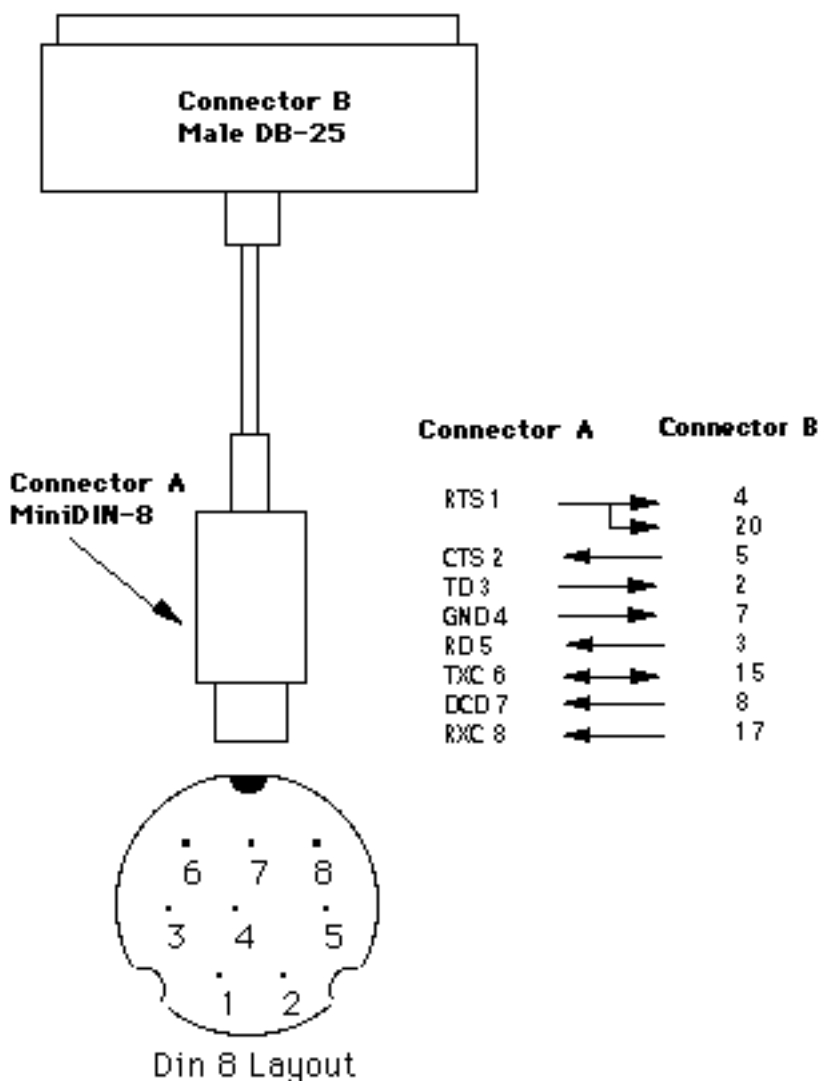 Connector B
Male DB-25
Connector A
MiniDIN-8
Connector A Connector B
RTS 1 4
20
CTS 2 5
TD 3 2
GND 4 7
RD 5 3
TXC 6 15
DCD 7 8
RXC 8 17
6 7 8
3 4 5
1 2
Din 8 Layout